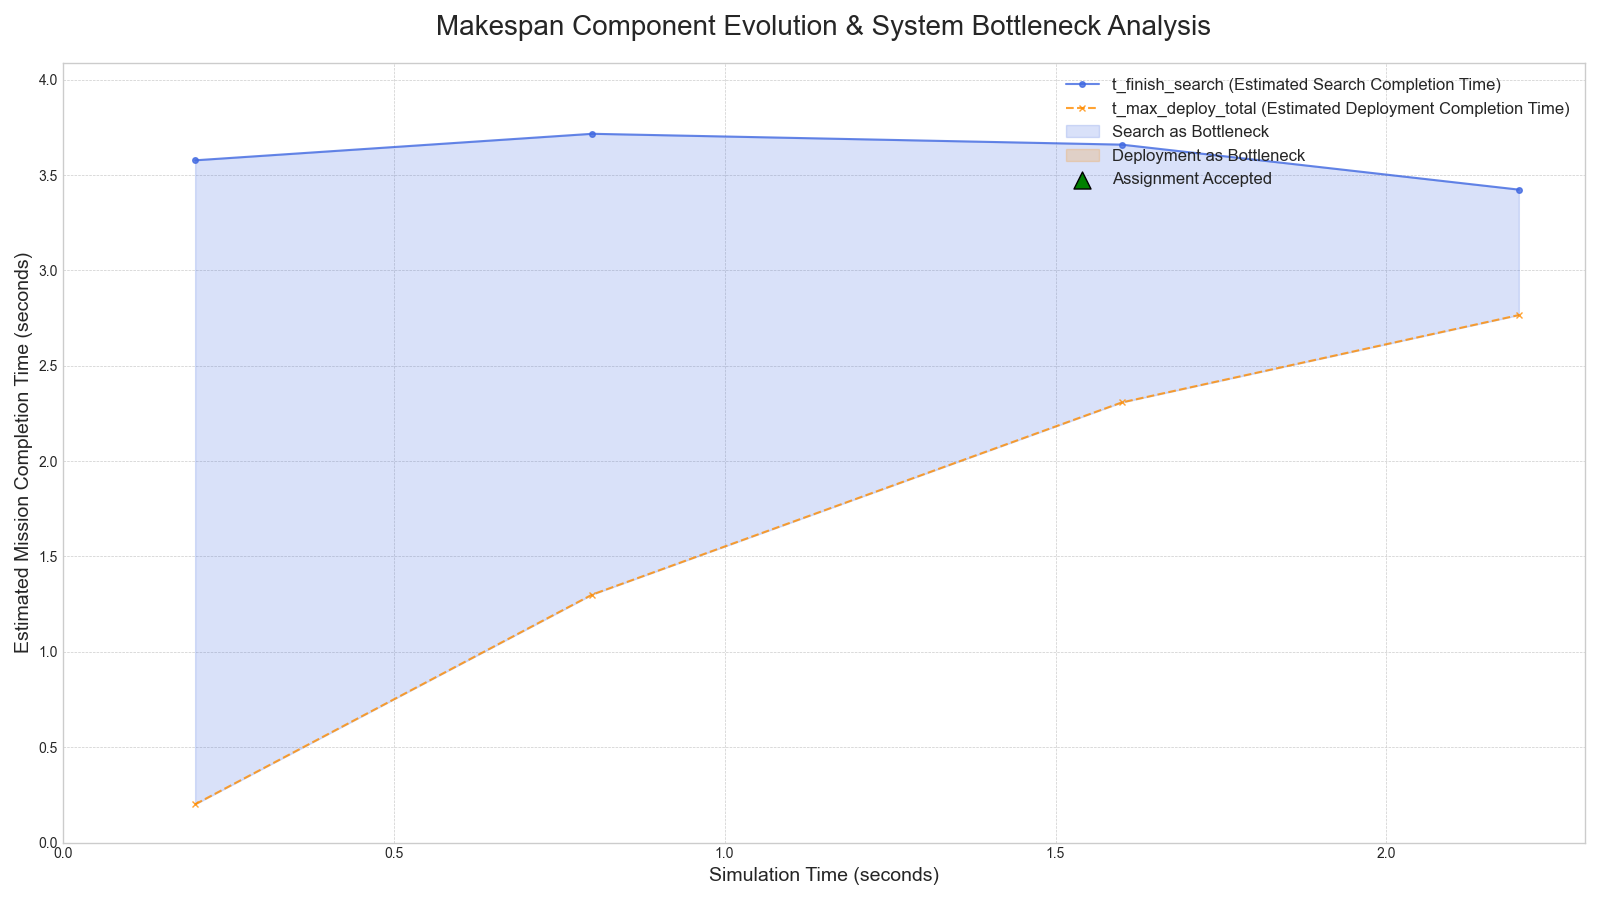 Makespan Component Evolution & System Bottleneck Analysis
t_finish_search (Estimated Search Completion Time)
t_max_deploy_total (Estimated Deployment Completion Time)
Search as Bottleneck
Deployment as Bottleneck
Assignment Accepted
Estimated Mission Completion Time (seconds)
4.0
3.5
3.0
2.5
2.0
1.5
1.0
0.5
0.0
0.0
0.5
1.0
1.5
2.0
Simulation Time (seconds)